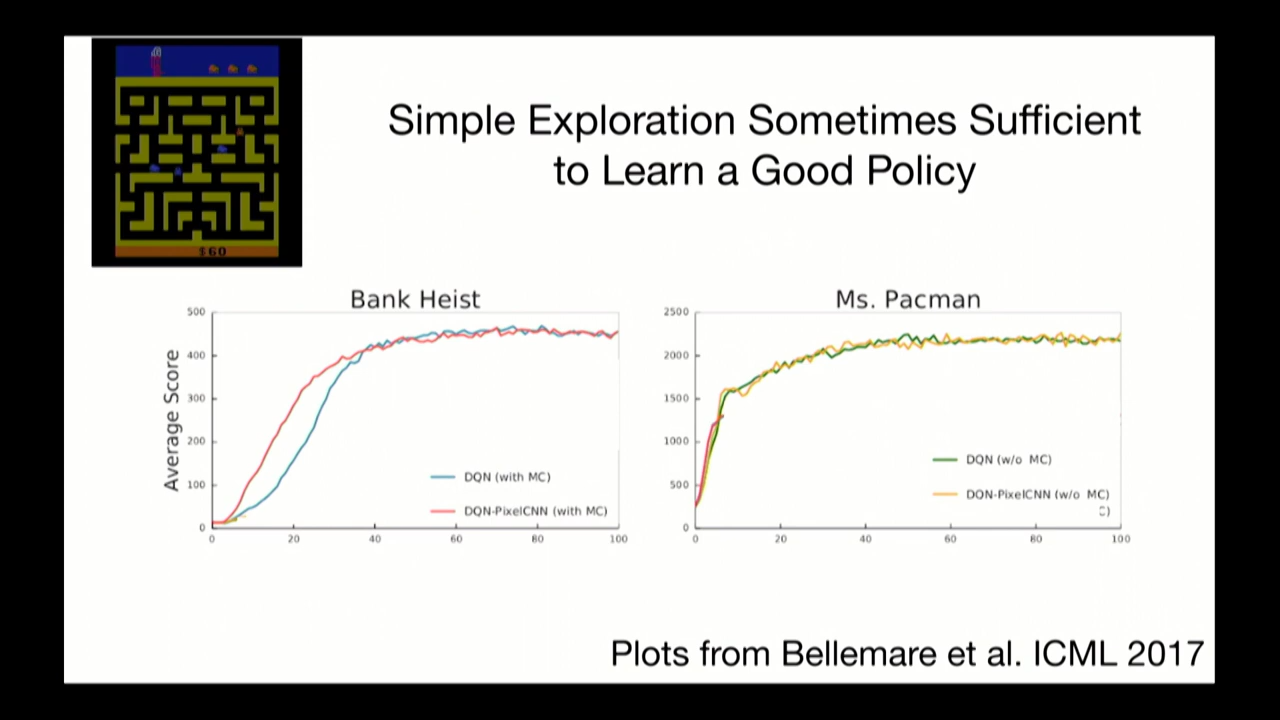 $60
Simple Exploration Sometimes Sufficient
to Learn a Good Policy
Bank Heist
Average Score
500
400
300
200
100
0
0 20 40 60 80 100
DQN (with MC)
DQN-PixelCNN (with MC)
Ms. Pacman
2500
2000
1500
1000
500
0
0 20 40 60 80 100
DQN (w/o MC)
DQN-PixelCNN (w/o MC)
C)
Plots from Bellemare et al. ICML 2017